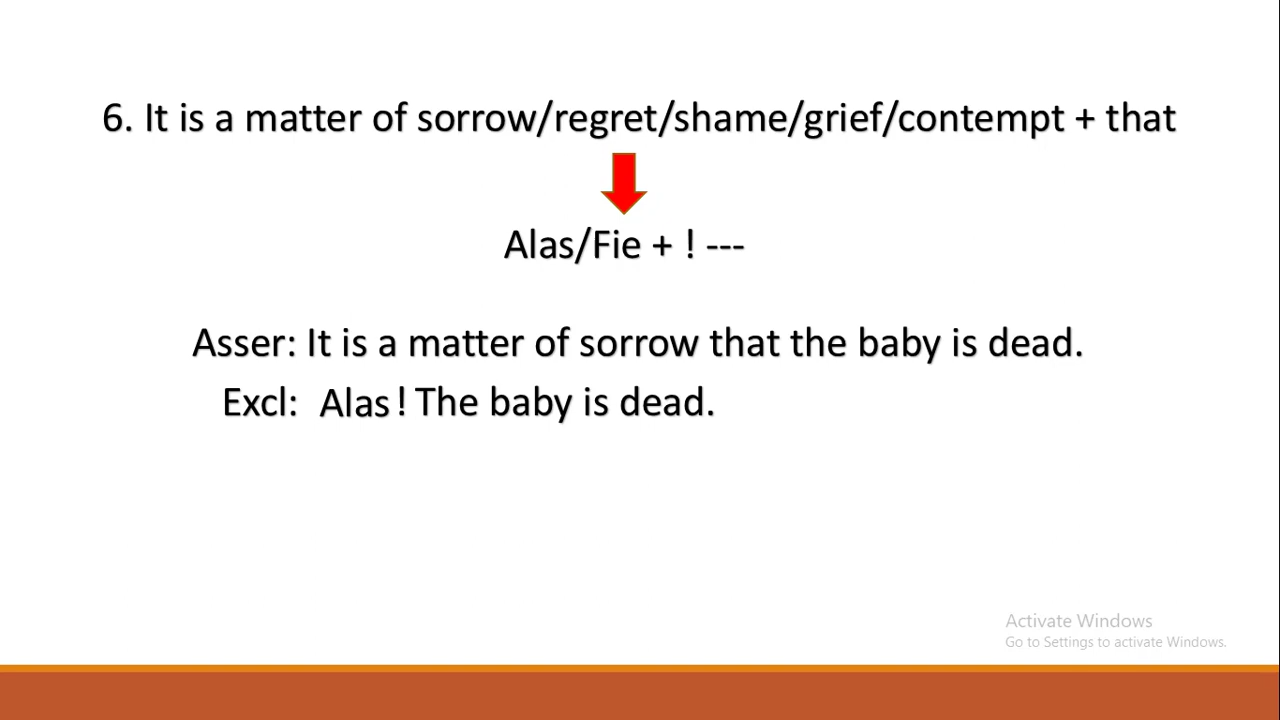 6. It is a matter of sorrow/regret/shame/grief/contempt + that
Alas/Fie + ! ---
Asser: It is a matter of sorrow that the baby is dead.
Excl: Alas ! The baby is dead.
Activate Windows
Go to Settings to activate Windows.